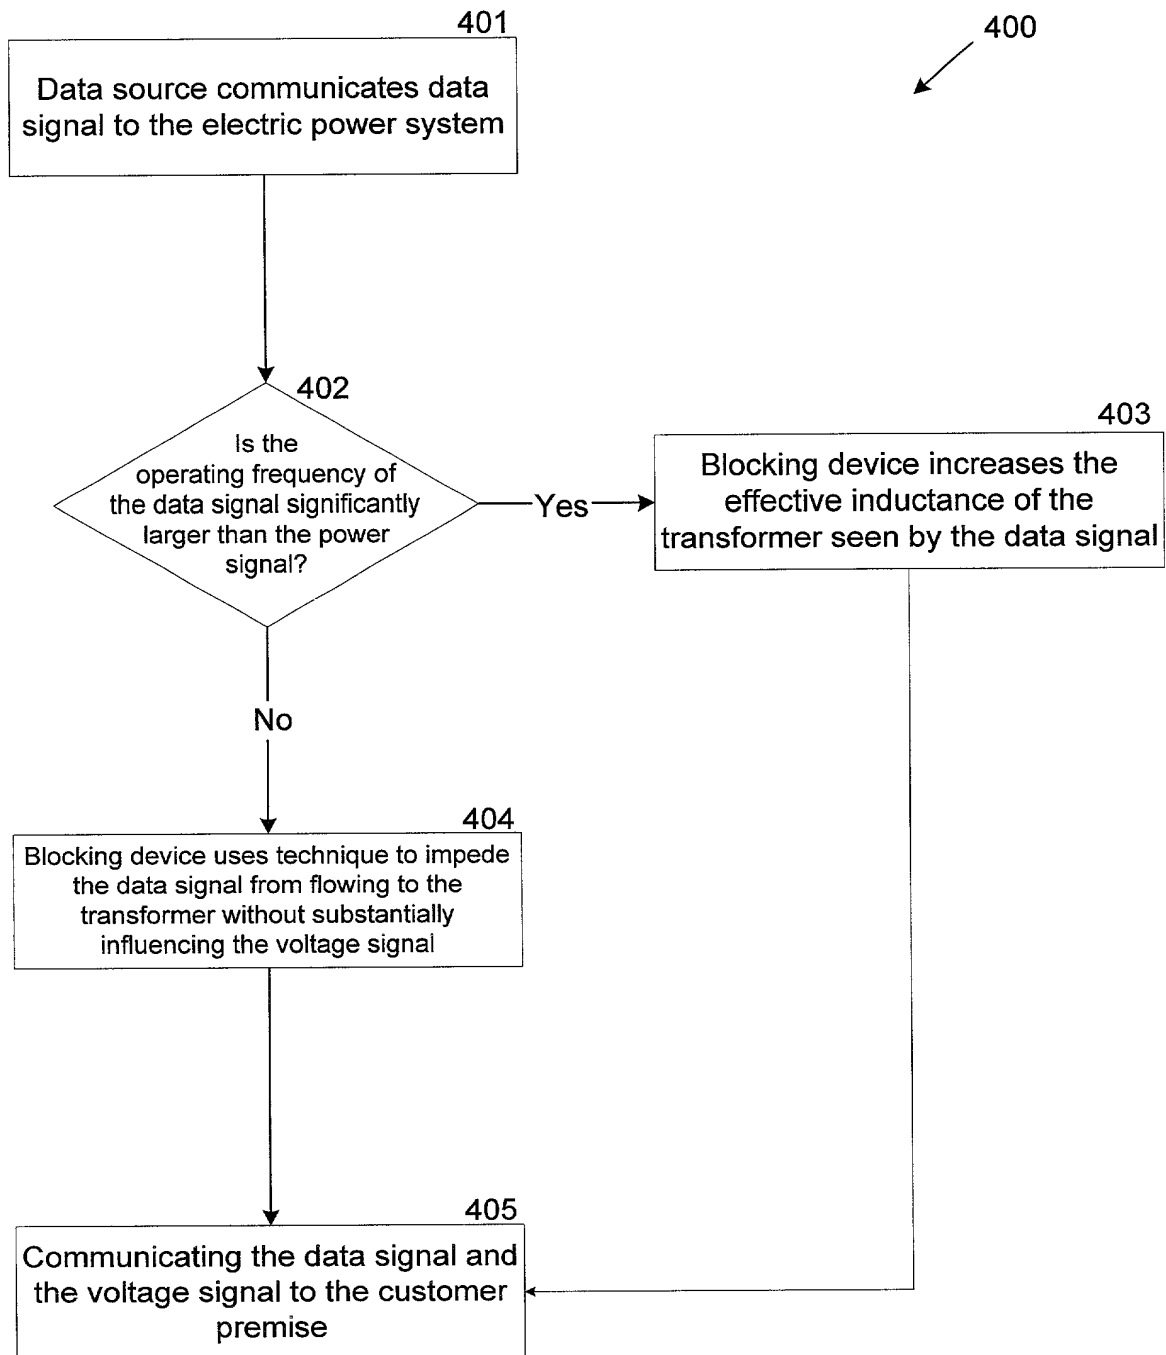 401
400
Data source communicates data
signal to the electric power system
402
Is the
operating frequency of
the data signal significantly
larger than the power
signal?
Yes
403
Blocking device increases the
effective inductance of the
transformer seen by the data signal
No
404
Blocking device uses technique to impede
the data signal from flowing to the
transformer without substantially
influencing the voltage signal
405
Communicating the data signal and
the voltage signal to the customer
premise